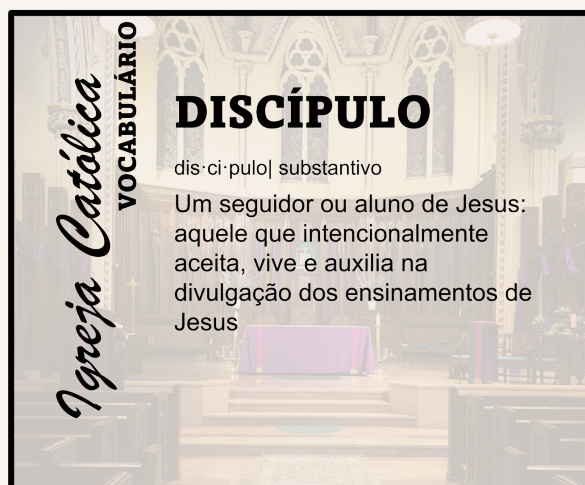 Igreja Católica
VOCABULÁRIO
DISCÍPULO
dis·ci·pulo| substantivo
Um seguidor ou aluno de Jesus:
aquele que intencionalmente
aceita, vive e auxilia na
divulgação dos ensinamentos de
Jesus